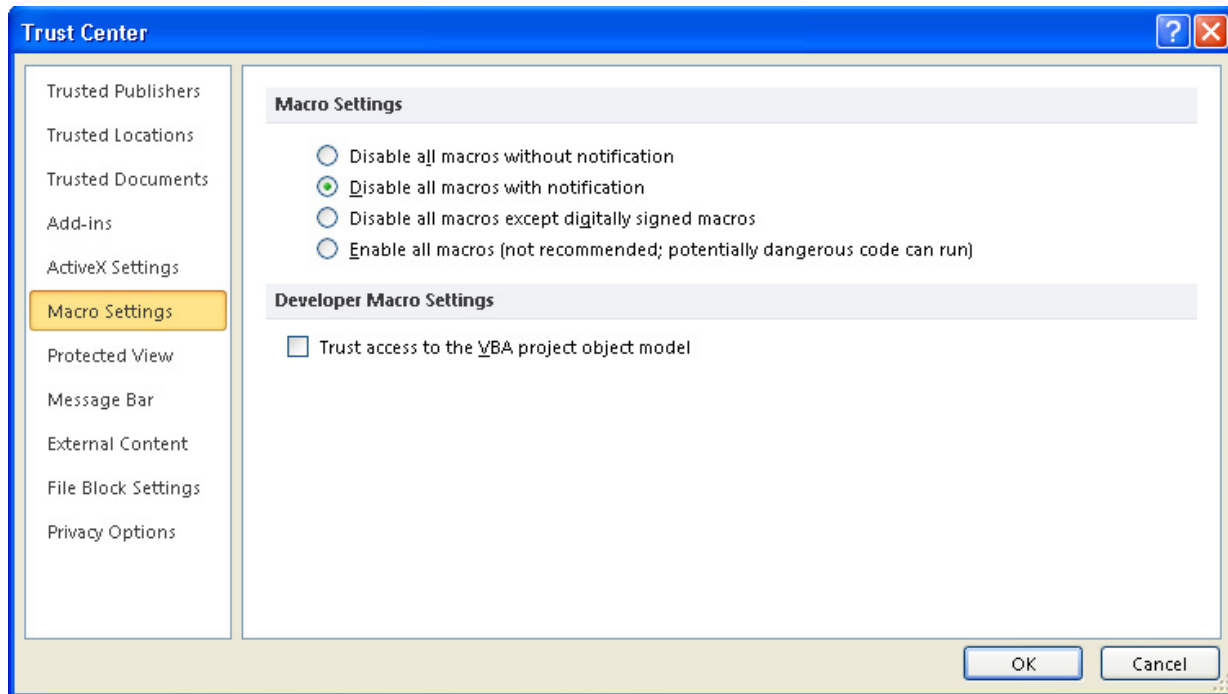 Trust Center
Trusted Publishers
Trusted Locations
Trusted Documents
Add-ins
ActiveX Settings
Macro Settings
Protected View
Message Bar
External Content
File Block Settings
Privacy Options
Macro Settings
Disable all macros without notification
Disable all macros with notification
Disable all macros except digitally signed macros
Enable all macros (not recommended; potentially dangerous code can run)
Developer Macro Settings
Trust access to the VBA project object model
OK
Cancel